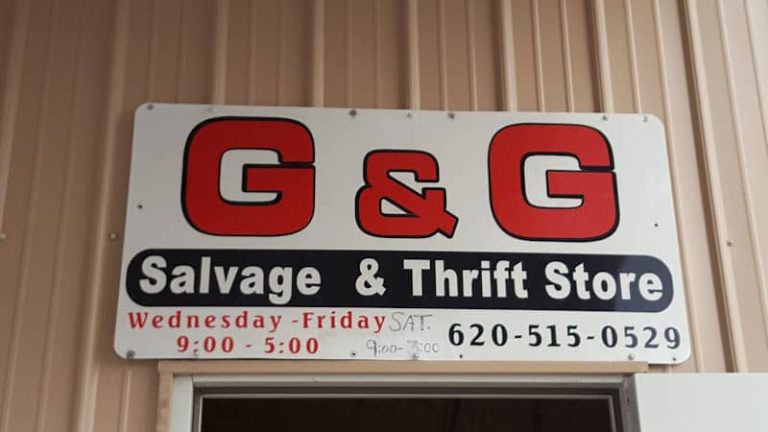 G & G
Salvage & Thrift Store
Wednesday - Friday SAT.
9:00 - 5:00 9:00-
620-515-0529